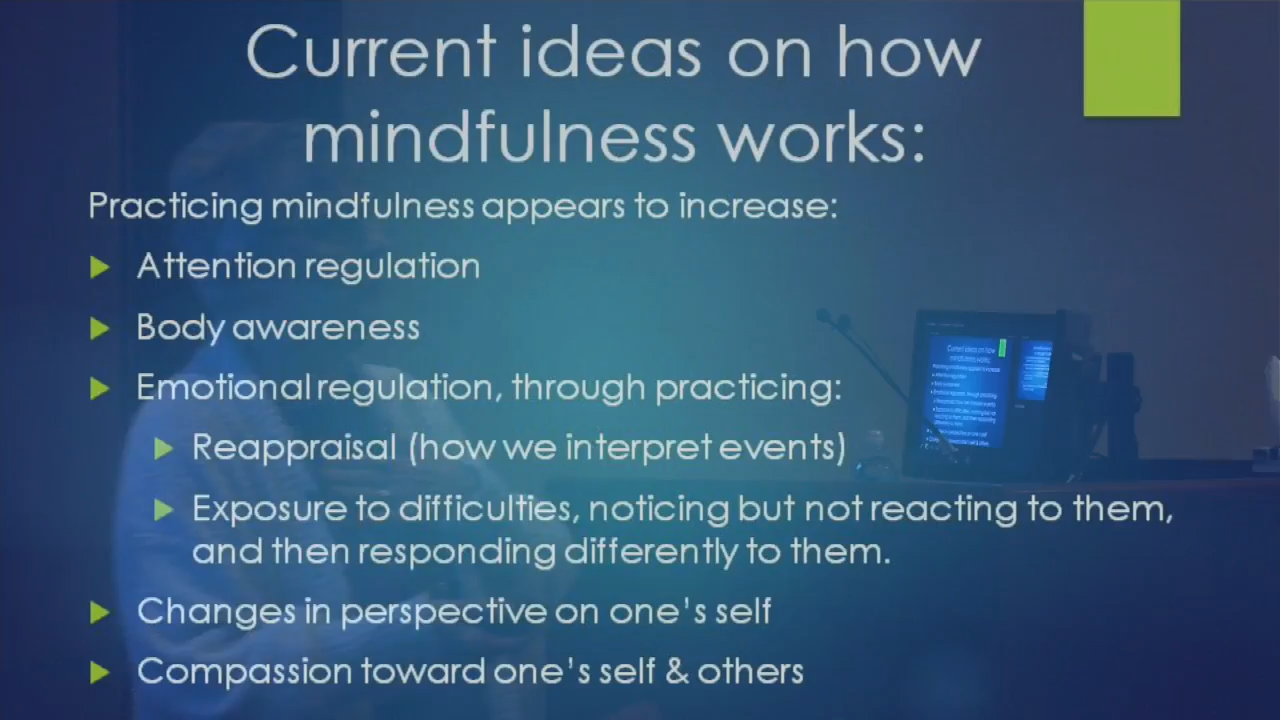 Current ideas on how
mindfulness works:
Practicing mindfulness appears to increase:
Attention regulation
Body awareness
Emotional regulation, through practicing:
Reappraisal (how we interpret events)
Exposure to difficulties, noticing but not reacting to them,
and then responding differently to them.
Changes in perspective on one's self
Compassion toward one's self & others